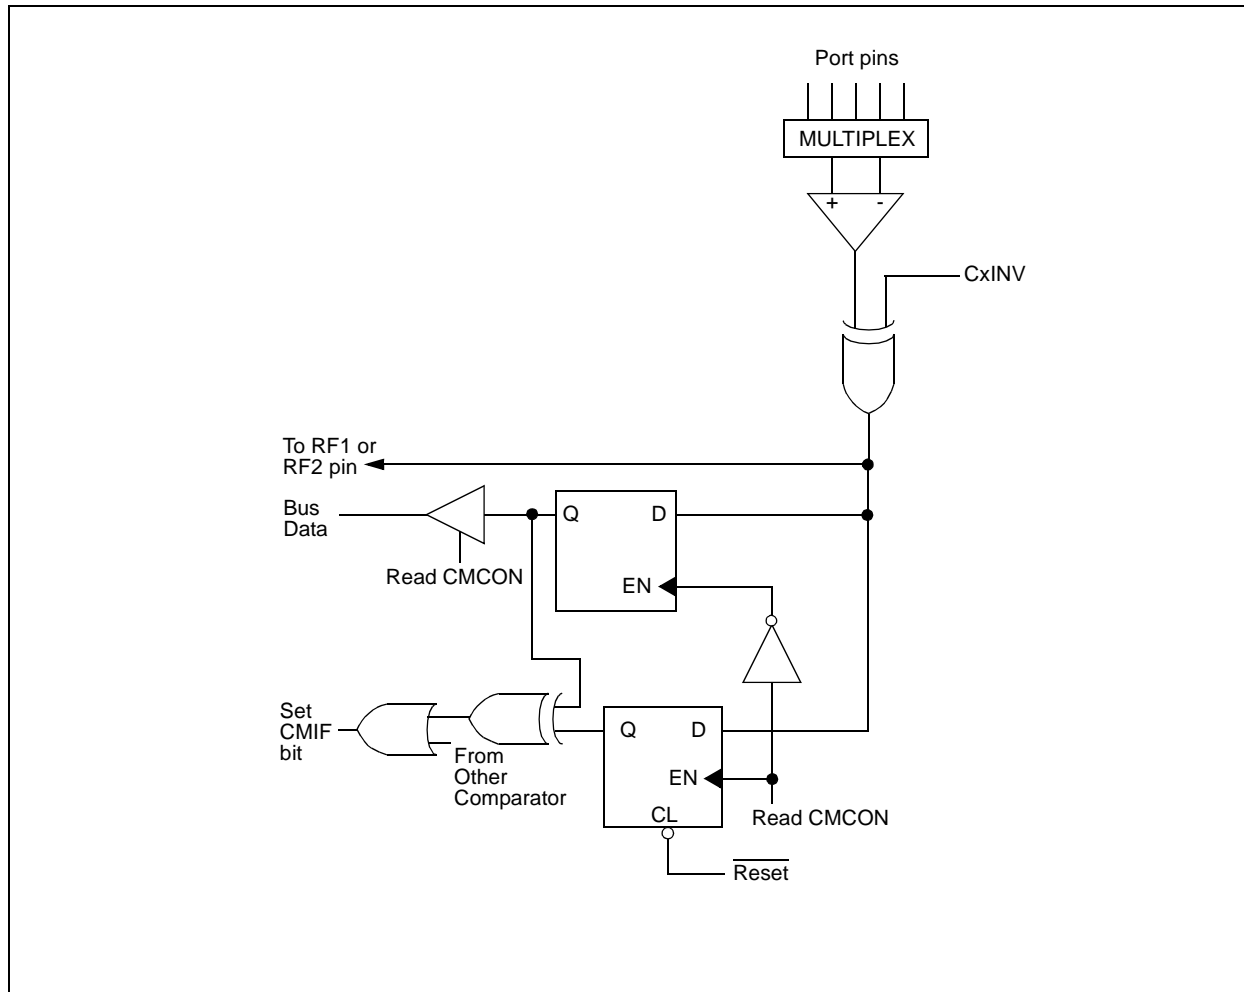 Port pins
MULTIPLEX
+ -
CxINV
To RF1 or
RF2 pin
Bus
Data
Q D
EN
Read CMCON
Set
CMIF
bit
From
Other
Comparator
Q D
EN
CL
Read CMCON
Reset